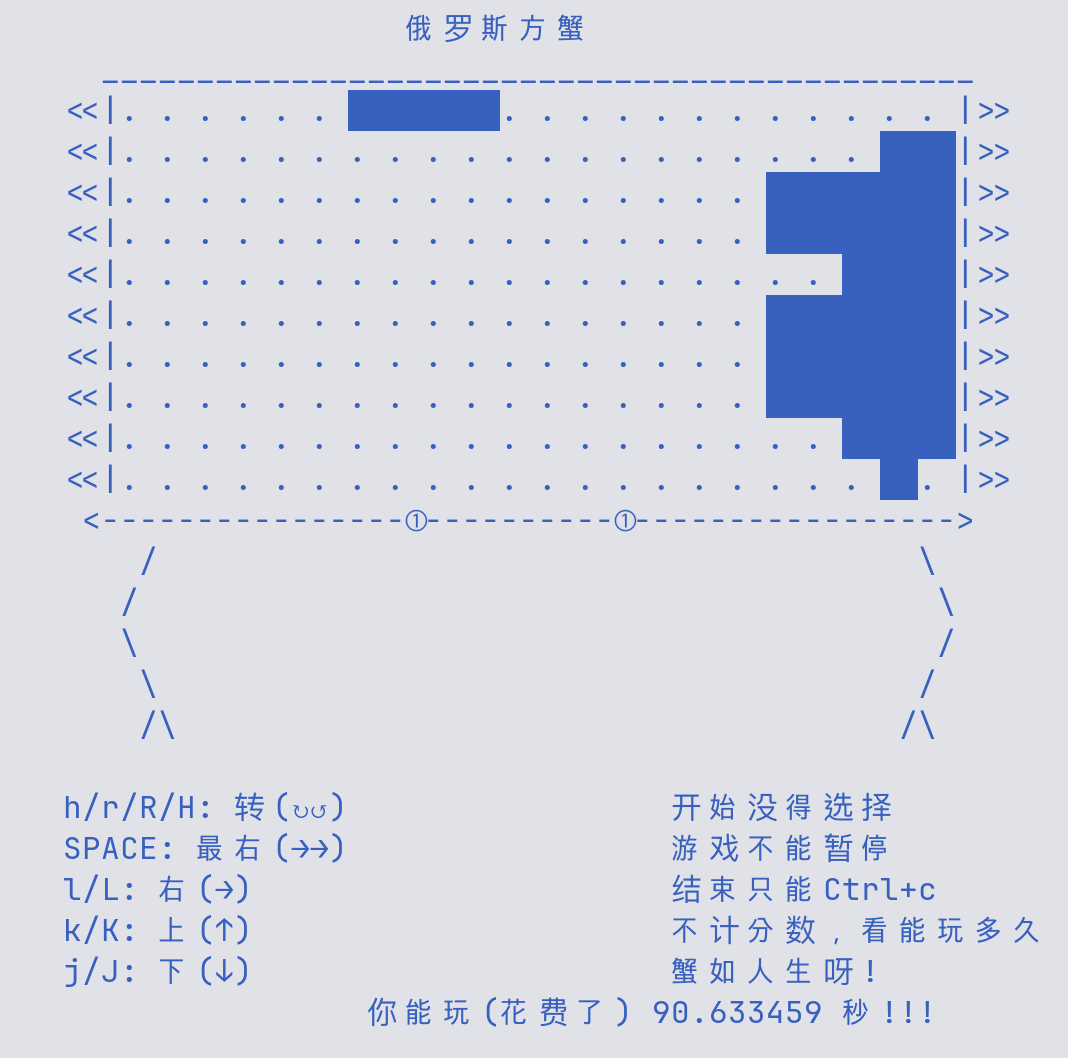 俄罗斯方蟹
______________________________________________
<<|. . . . . .         . . . . . . . . . . . . |>>
<<|. . . . . . . . . . . . . . . . . . . .     |>>
<<|. . . . . . . . . . . . . . . . .           |>>
<<|. . . . . . . . . . . . . . . . .           |>>
<<|. . . . . . . . . . . . . . . . . . .       |>>
<<|. . . . . . . . . . . . . . . . .           |>>
<<|. . . . . . . . . . . . . . . . .           |>>
<<|. . . . . . . . . . . . . . . . .           |>>
<<|. . . . . . . . . . . . . . . . . . .       |>>
<<|. . . . . . . . . . . . . . . . . . . .   . |>>
<----------------①----------①----------------->
/ \
/ \
\ /
\ /
/\ /\
h/r/R/H: 转(↻↺) 开始没得选择
SPACE: 最右(→→) 游戏不能暂停
l/L: 右(→) 结束只能Ctrl+c
k/K: 上(↑) 不计分数，看能玩多久
j/J: 下(↓) 蟹如人生呀!
你能玩(花费了) 90.633459 秒!!!